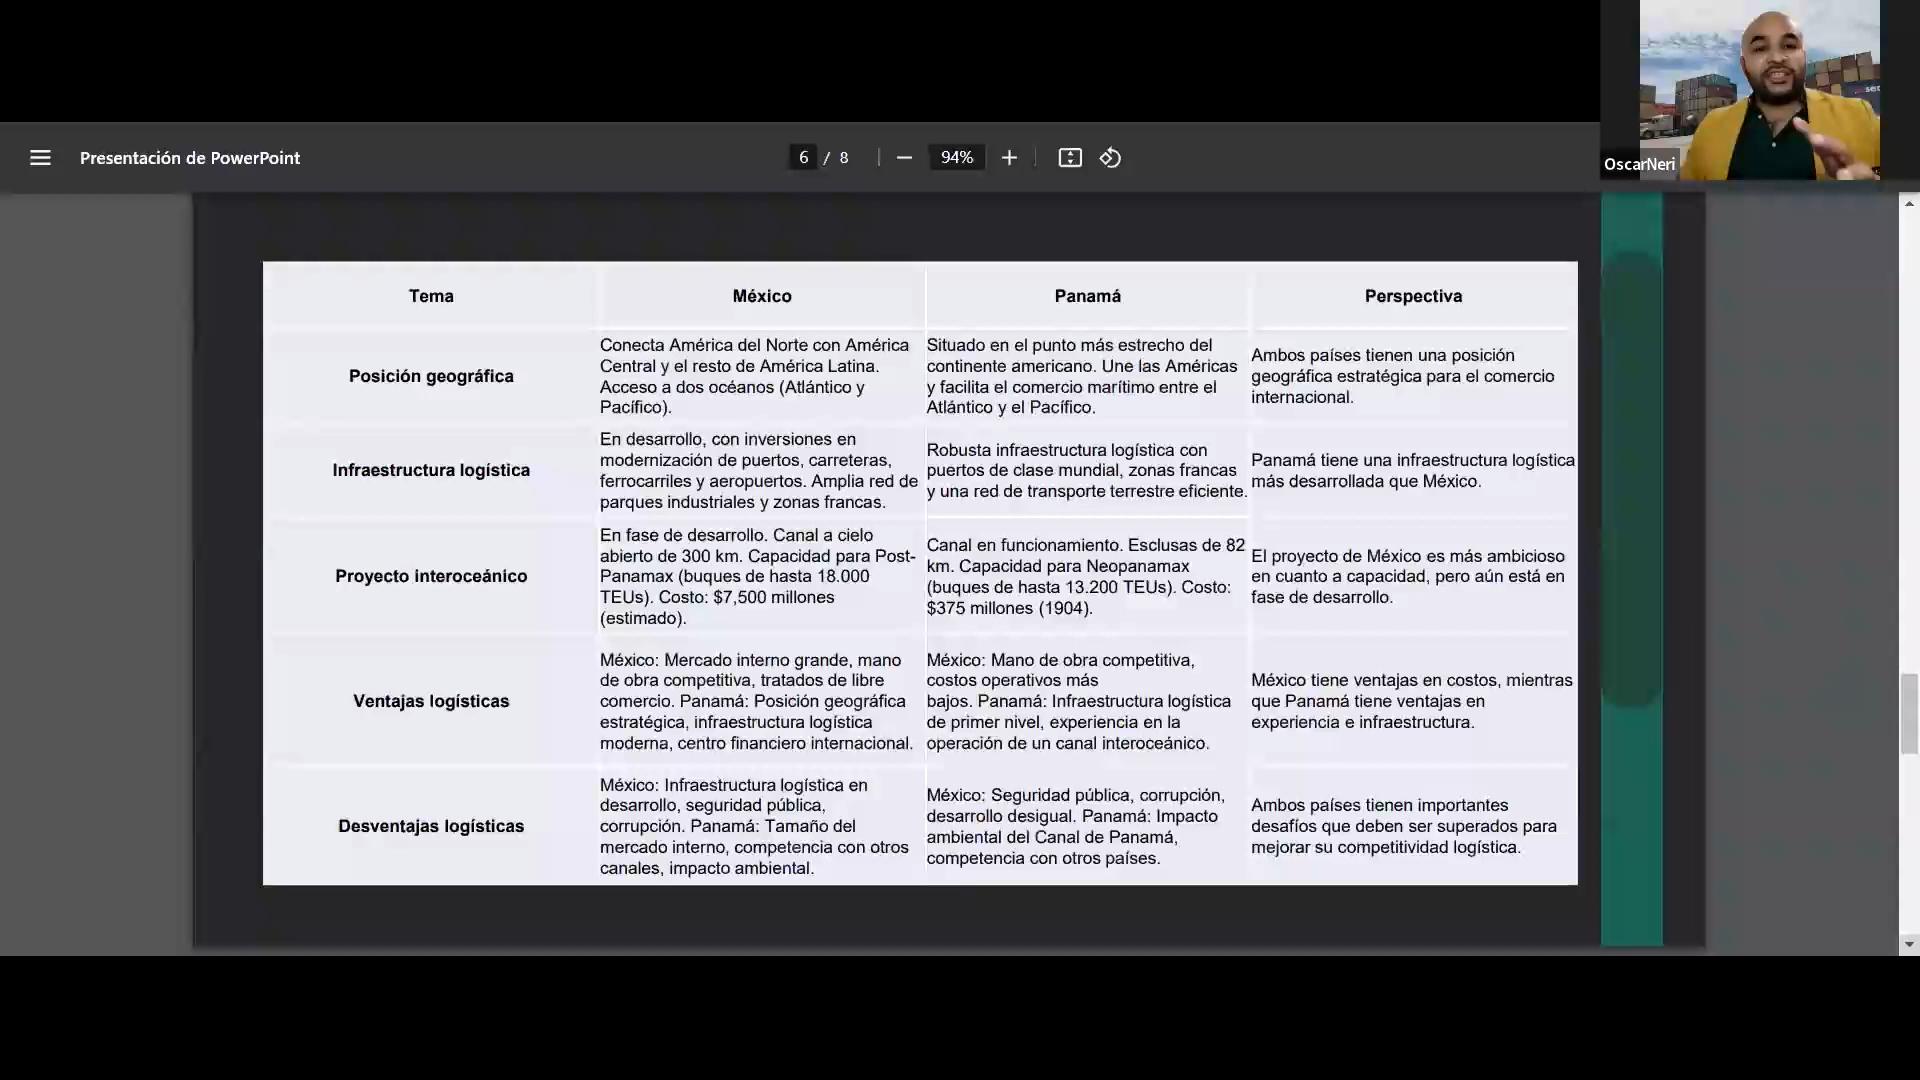 OscarNeri
Presentación de PowerPoint
6 / 8
94%
Tema
México
Panamá
Perspectiva
Posición geográfica
Conecta América del Norte con América
Central y el resto de América Latina.
Acceso a dos océanos (Atlántico y
Pacífico).
Situado en el punto más estrecho del
continente americano. Une las Américas
y facilita el comercio marítimo entre el
Atlántico y el Pacífico.
Ambos países tienen una posición
geográfica estratégica para el comercio
internacional.
Infraestructura logística
En desarrollo, con inversiones en
modernización de puertos, carreteras,
ferrocarriles y aeropuertos. Amplia red de
parques industriales y zonas francas.
Robusta infraestructura logística con
puertos de clase mundial, zonas francas
y una red de transporte terrestre eficiente.
Panamá tiene una infraestructura logística
más desarrollada que México.
Proyecto interoceánico
En fase de desarrollo. Canal a cielo
abierto de 300 km. Capacidad para Post-
Panamax (buques de hasta 18.000
TEUs). Costo: $7,500 millones
(estimado).
Canal en funcionamiento. Esclusas de 82
km. Capacidad para Neopanamax
(buques de hasta 13.200 TEUs). Costo:
$375 millones (1904).
El proyecto de México es más ambicioso
en cuanto a capacidad, pero aún está en
fase de desarrollo.
Ventajas logísticas
México: Mercado interno grande, mano
de obra competitiva, tratados de libre
comercio. Panamá: Posición geográfica
estratégica, infraestructura logística
moderna, centro financiero internacional.
México: Mano de obra competitiva,
costos operativos más
bajos. Panamá: Infraestructura logística
de primer nivel, experiencia en la
operación de un canal interoceánico.
México tiene ventajas en costos, mientras
que Panamá tiene ventajas en
experiencia e infraestructura.
Desventajas logísticas
México: Infraestructura logística en
desarrollo, seguridad pública,
corrupción. Panamá: Tamaño del
mercado interno, competencia con otros
canales, impacto ambiental.
México: Seguridad pública, corrupción,
desarrollo desigual. Panamá: Impacto
ambiental del Canal de Panamá,
competencia con otros países.
Ambos países tienen importantes
desafíos que deben ser superados para
mejorar su competitividad logística.